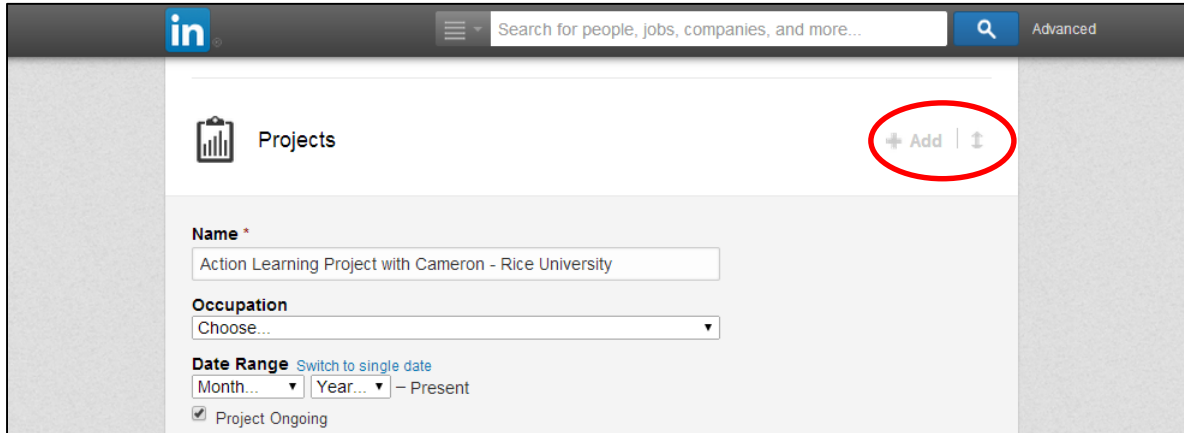 in ®
Search for people, jobs, companies, and more...
Advanced
Projects
Add
Name *
Action Learning Project with Cameron - Rice University
Occupation
Choose...
Date Range Switch to single date
Month... Year... – Present
Project Ongoing